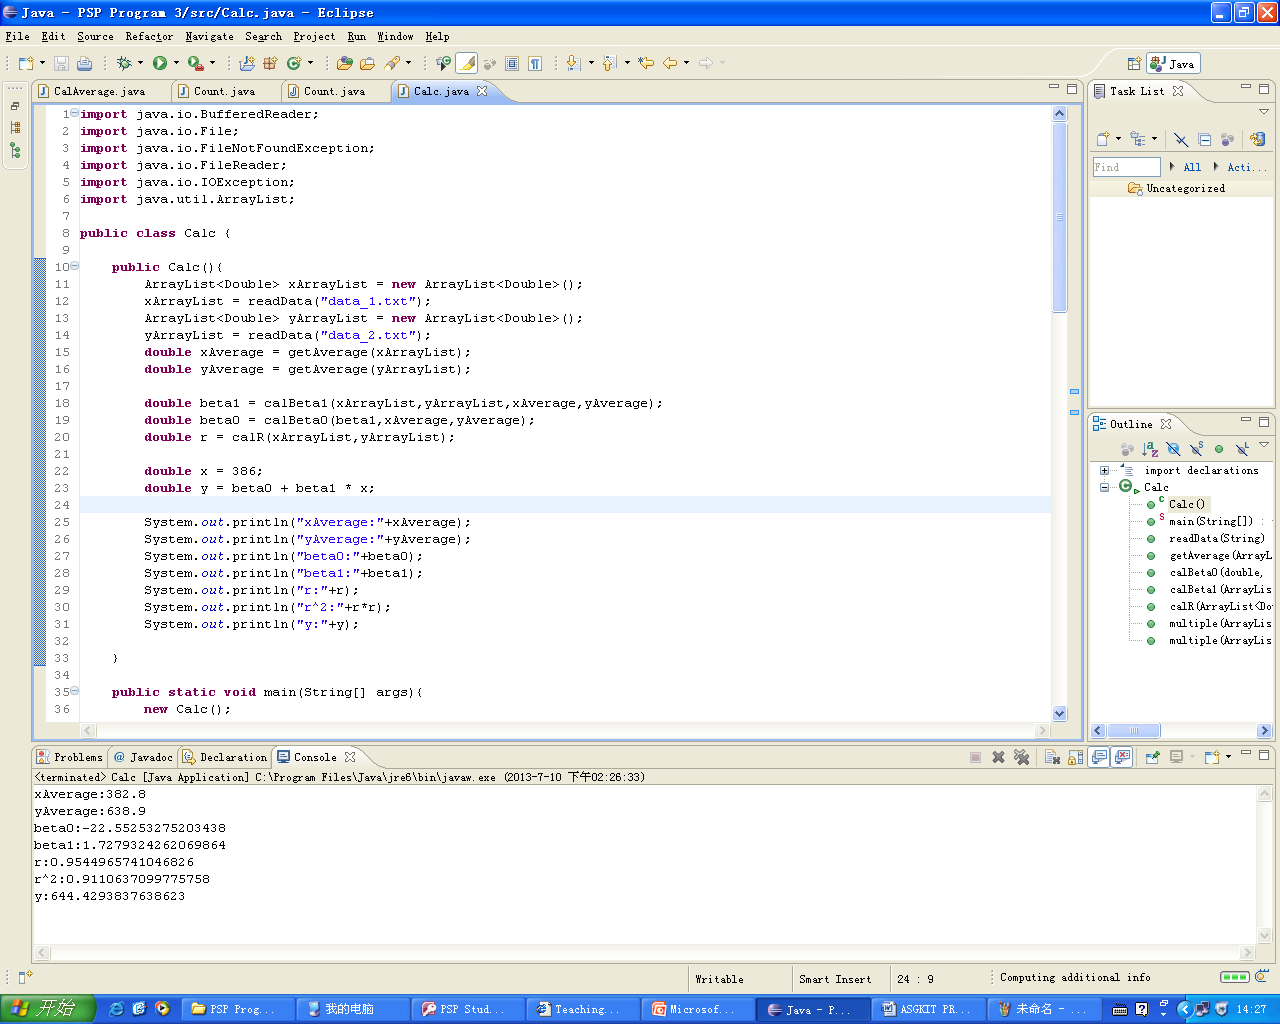 Java - PSP Program 3/src/Calc.java - Eclipse
File Edit Source Refactor Navigate Search Project Run Window Help
Java
CalAverage.java Count.java Count.java Calc.java
1 import java.io.BufferedReader;
2 import java.io.File;
3 import java.io.FileNotFoundException;
4 import java.io.FileReader;
5 import java.io.IOException;
6 import java.util.ArrayList;
7
8 public class Calc {
9
10 public Calc(){
11 ArrayList<Double> xArrayList = new ArrayList<Double>();
12 xArrayList = readData("data_1.txt");
13 ArrayList<Double> yArrayList = new ArrayList<Double>();
14 yArrayList = readData("data_2.txt");
15 double xAverage = getAverage(xArrayList);
16 double yAverage = getAverage(yArrayList);
17
18 double beta1 = calBeta1(xArrayList,yArrayList,xAverage,yAverage);
19 double beta0 = calBeta0(beta1,xAverage,yAverage);
20 double r = calR(xArrayList,yArrayList);
21
22 double x = 386;
23 double y = beta0 + beta1 * x;
24
25 System.out.println("xAverage:"+xAverage);
26 System.out.println("yAverage:"+yAverage);
27 System.out.println("beta0:"+beta0);
28 System.out.println("beta1:"+beta1);
29 System.out.println("r:"+r);
30 System.out.println("r^2:"+r*r);
31 System.out.println("y:"+y);
32
33 }
34
35 public static void main(String[] args){
36 new Calc();
Task List
Find All Acti...
Uncategorized
Outline
import declarations
Calc
Calc()
main(String[]) :
readData(String)
getAverage(ArrayL
calBeta0(double,
calBeta1(ArrayLis
calR(ArrayList<Do
multiple(ArrayLis
multiple(ArrayLis
Problems @ Javadoc Declaration Console
<terminated> Calc [Java Application] C:\Program Files\Java\jre6\bin\javaw.exe (2013-7-10 下午02:26:33)
xAverage:382.8
yAverage:638.9
beta0:-22.55253275203438
beta1:1.7279324262069864
r:0.9544965741046826
r^2:0.9110637099775758
y:644.4293837638623
Writable Smart Insert 24 : 9 Computing additional info
开始 PSP Prog... 我的电脑 PSP Stud... Teaching... Microsof... Java - P... ASGKIT PR... 未命名 - ... 14:27